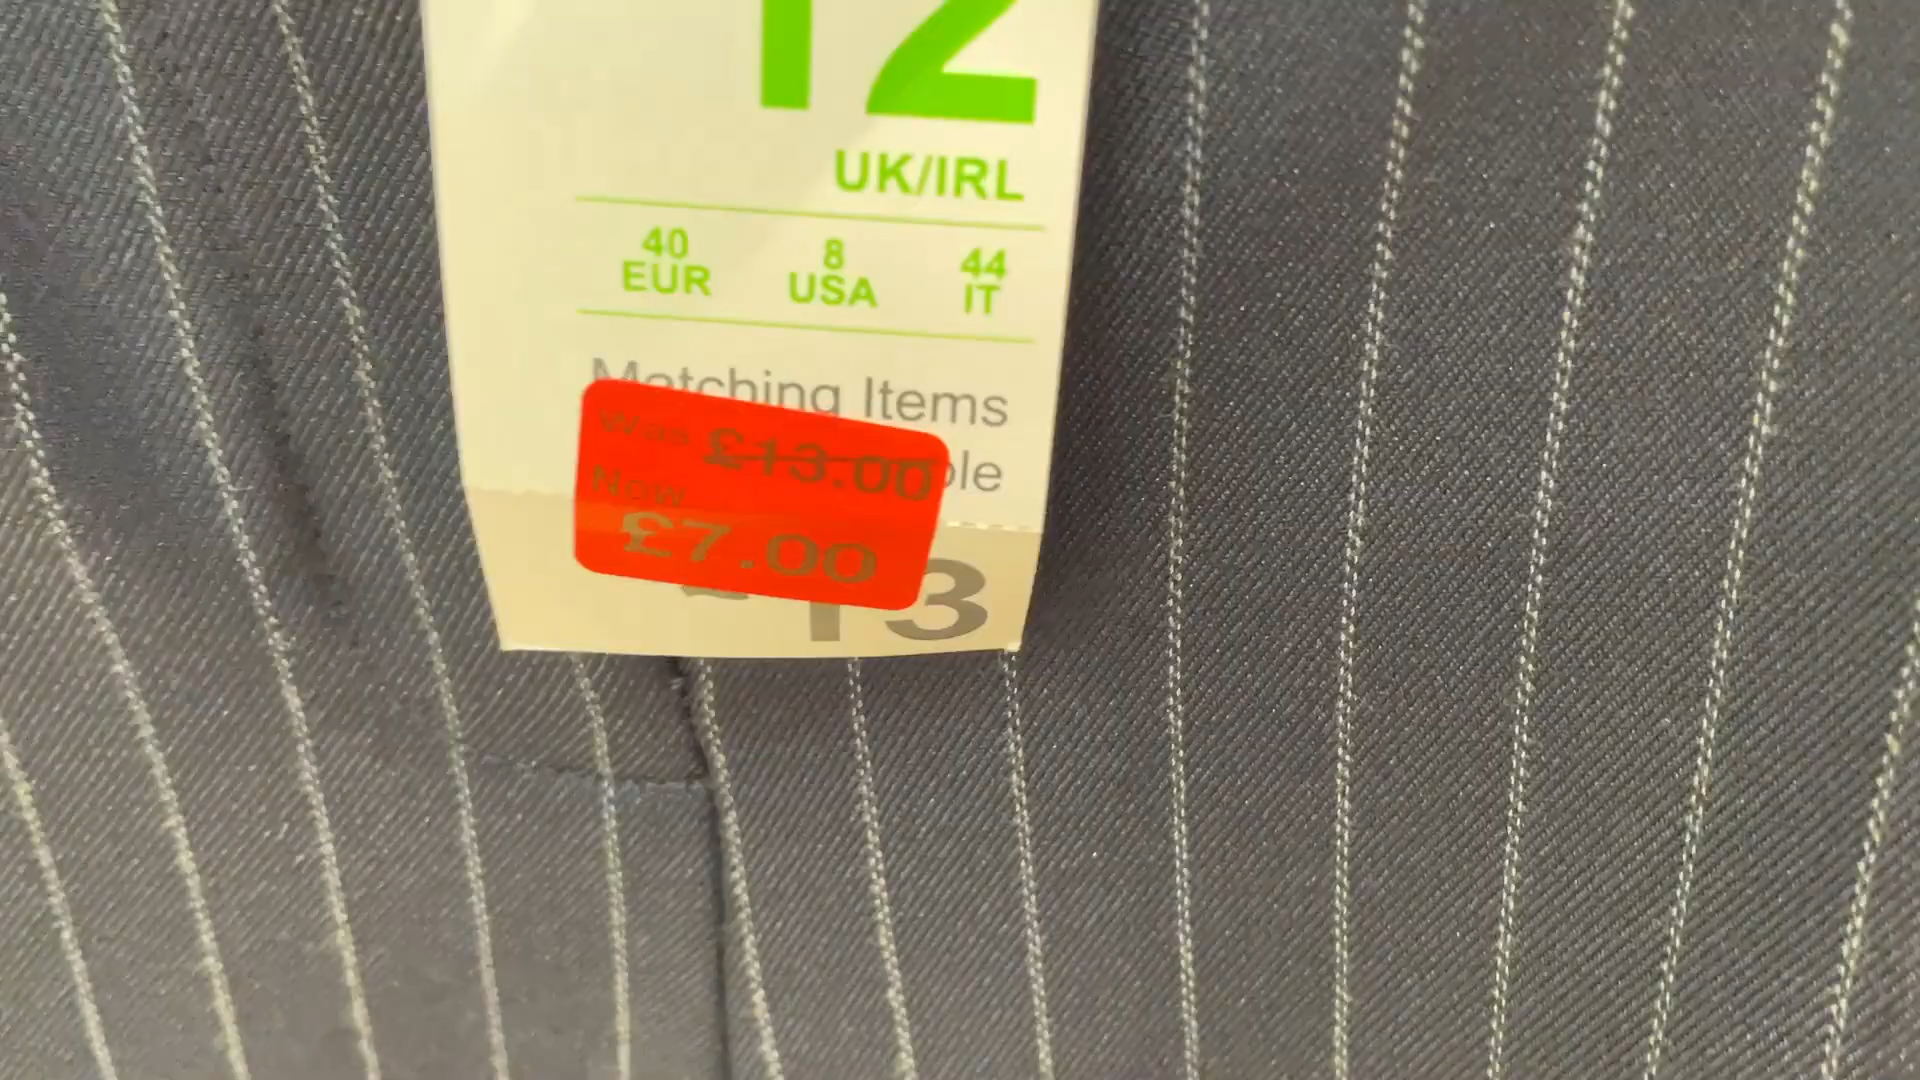 12
UK/IRL
40 8 44
EUR USA IT
Matching Items
Was £13.00
Now
£7.00
£13